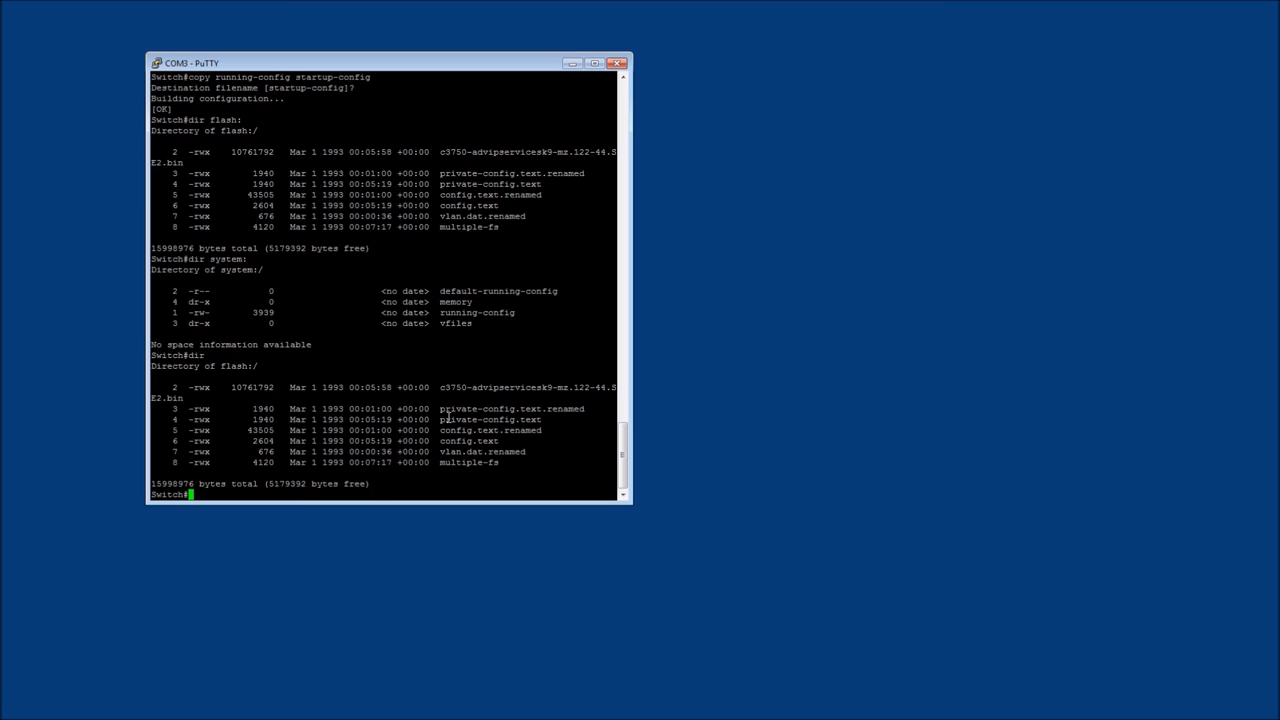 COM3 - PuTTY
Switch#copy running-config startup-config
Destination filename [startup-config]?
Building configuration...
[OK]
Switch#dir flash:
Directory of flash:/
2 -rwx 10761792 Mar 1 1993 00:05:58 +00:00 c3750-advipservicesk9-mz.122-44.S
E2.bin
3 -rwx 1940 Mar 1 1993 00:01:00 +00:00 private-config.text.renamed
4 -rwx 1940 Mar 1 1993 00:05:19 +00:00 private-config.text
5 -rwx 43505 Mar 1 1993 00:01:00 +00:00 config.text.renamed
6 -rwx 2604 Mar 1 1993 00:05:19 +00:00 config.text
7 -rwx 676 Mar 1 1993 00:00:36 +00:00 vlan.dat.renamed
8 -rwx 4120 Mar 1 1993 00:07:17 +00:00 multiple-fs
15998976 bytes total (5179392 bytes free)
Switch#dir system:
Directory of system:/
2 -r-- 0 <no date> default-running-config
4 dr-x 0 <no date> memory
1 -rw- 3939 <no date> running-config
3 dr-x 0 <no date> vfiles
No space information available
Switch#dir
Directory of flash:/
2 -rwx 10761792 Mar 1 1993 00:05:58 +00:00 c3750-advipservicesk9-mz.122-44.S
E2.bin
3 -rwx 1940 Mar 1 1993 00:01:00 +00:00 private-config.text.renamed
4 -rwx 1940 Mar 1 1993 00:05:19 +00:00 private-config.text
5 -rwx 43505 Mar 1 1993 00:01:00 +00:00 config.text.renamed
6 -rwx 2604 Mar 1 1993 00:05:19 +00:00 config.text
7 -rwx 676 Mar 1 1993 00:00:36 +00:00 vlan.dat.renamed
8 -rwx 4120 Mar 1 1993 00:07:17 +00:00 multiple-fs
15998976 bytes total (5179392 bytes free)
Switch#